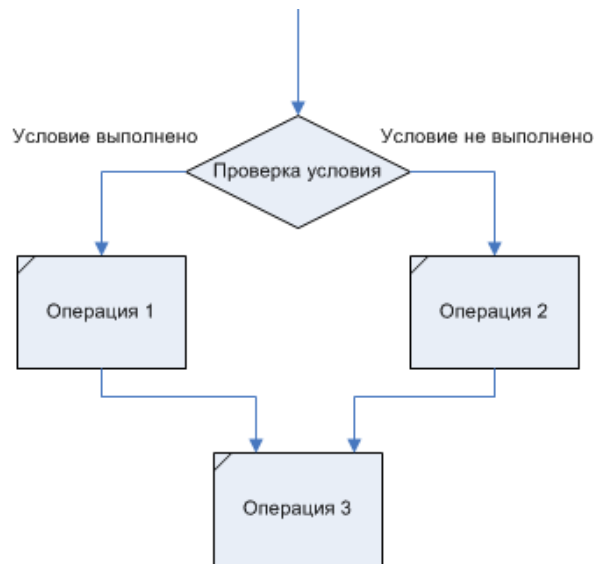 Условие выполнено
Условие не выполнено
Проверка условия
Операция 1
Операция 2
Операция 3